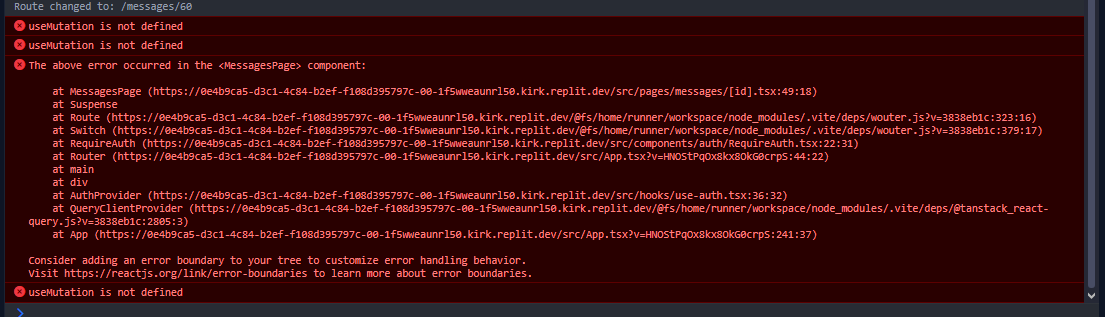 Route changed to: /messages/60
useMutation is not defined
useMutation is not defined
The above error occurred in the <MessagesPage> component:
at MessagesPage (https://0e4b9ca5-d3c1-4c84-b2ef-f108d395797c-00-1f5wweaunrl50.kirk.replit.dev/src/pages/messages/[id].tsx:49:18)
at Suspense
at Route (https://0e4b9ca5-d3c1-4c84-b2ef-f108d395797c-00-1f5wweaunrl50.kirk.replit.dev/@fs/home/runner/workspace/node_modules/.vite/deps/wouter.js?v=3838eb1c:323:16)
at Switch (https://0e4b9ca5-d3c1-4c84-b2ef-f108d395797c-00-1f5wweaunrl50.kirk.replit.dev/@fs/home/runner/workspace/node_modules/.vite/deps/wouter.js?v=3838eb1c:379:17)
at RequireAuth (https://0e4b9ca5-d3c1-4c84-b2ef-f108d395797c-00-1f5wweaunrl50.kirk.replit.dev/src/components/auth/RequireAuth.tsx:22:31)
at Router (https://0e4b9ca5-d3c1-4c84-b2ef-f108d395797c-00-1f5wweaunrl50.kirk.replit.dev/src/App.tsx?v=HNOStPqOx8kx8OkG0crpS:44:22)
at main
at div
at AuthProvider (https://0e4b9ca5-d3c1-4c84-b2ef-f108d395797c-00-1f5wweaunrl50.kirk.replit.dev/src/hooks/use-auth.tsx:36:32)
at QueryClientProvider (https://0e4b9ca5-d3c1-4c84-b2ef-f108d395797c-00-1f5wweaunrl50.kirk.replit.dev/@fs/home/runner/workspace/node_modules/.vite/deps/@tanstack_react-
query.js?v=3838eb1c:2805:3)
at App (https://0e4b9ca5-d3c1-4c84-b2ef-f108d395797c-00-1f5wweaunrl50.kirk.replit.dev/src/App.tsx?v=HNOStPqOx8kx8OkG0crpS:241:37)
Consider adding an error boundary to your tree to customize error handling behavior.
Visit https://reactjs.org/link/error-boundaries to learn more about error boundaries.
useMutation is not defined